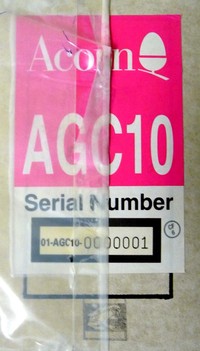 Acorn
AGC10
Serial Number
01-AGC10-0000001